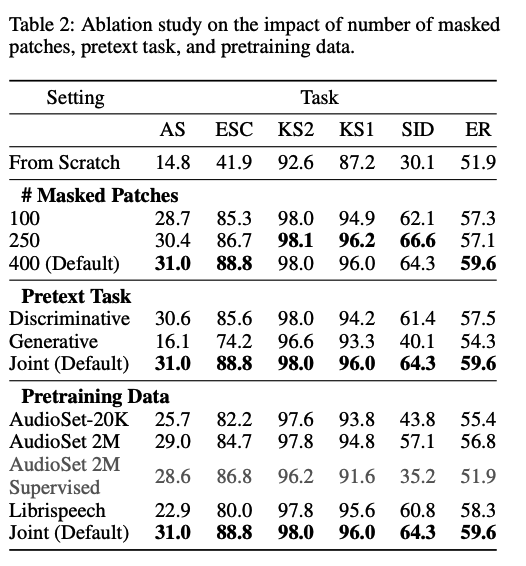 Table 2: Ablation study on the impact of number of masked
patches, pretext task, and pretraining data.
Setting Task
AS ESC KS2 KS1 SID ER
From Scratch 14.8 41.9 92.6 87.2 30.1 51.9
# Masked Patches
100 28.7 85.3 98.0 94.9 62.1 57.3
250 30.4 86.7 98.1 96.2 66.6 57.1
400 (Default) 31.0 88.8 98.0 96.0 64.3 59.6
Pretext Task
Discriminative 30.6 85.6 98.0 94.2 61.4 57.5
Generative 16.1 74.2 96.6 93.3 40.1 54.3
Joint (Default) 31.0 88.8 98.0 96.0 64.3 59.6
Pretraining Data
AudioSet-20K 25.7 82.2 97.6 93.8 43.8 55.4
AudioSet 2M 29.0 84.7 97.8 94.8 57.1 56.8
AudioSet 2M
Supervised 28.6 86.8 96.2 91.6 35.2 51.9
Librispeech 22.9 80.0 97.8 95.6 60.8 58.3
Joint (Default) 31.0 88.8 98.0 96.0 64.3 59.6